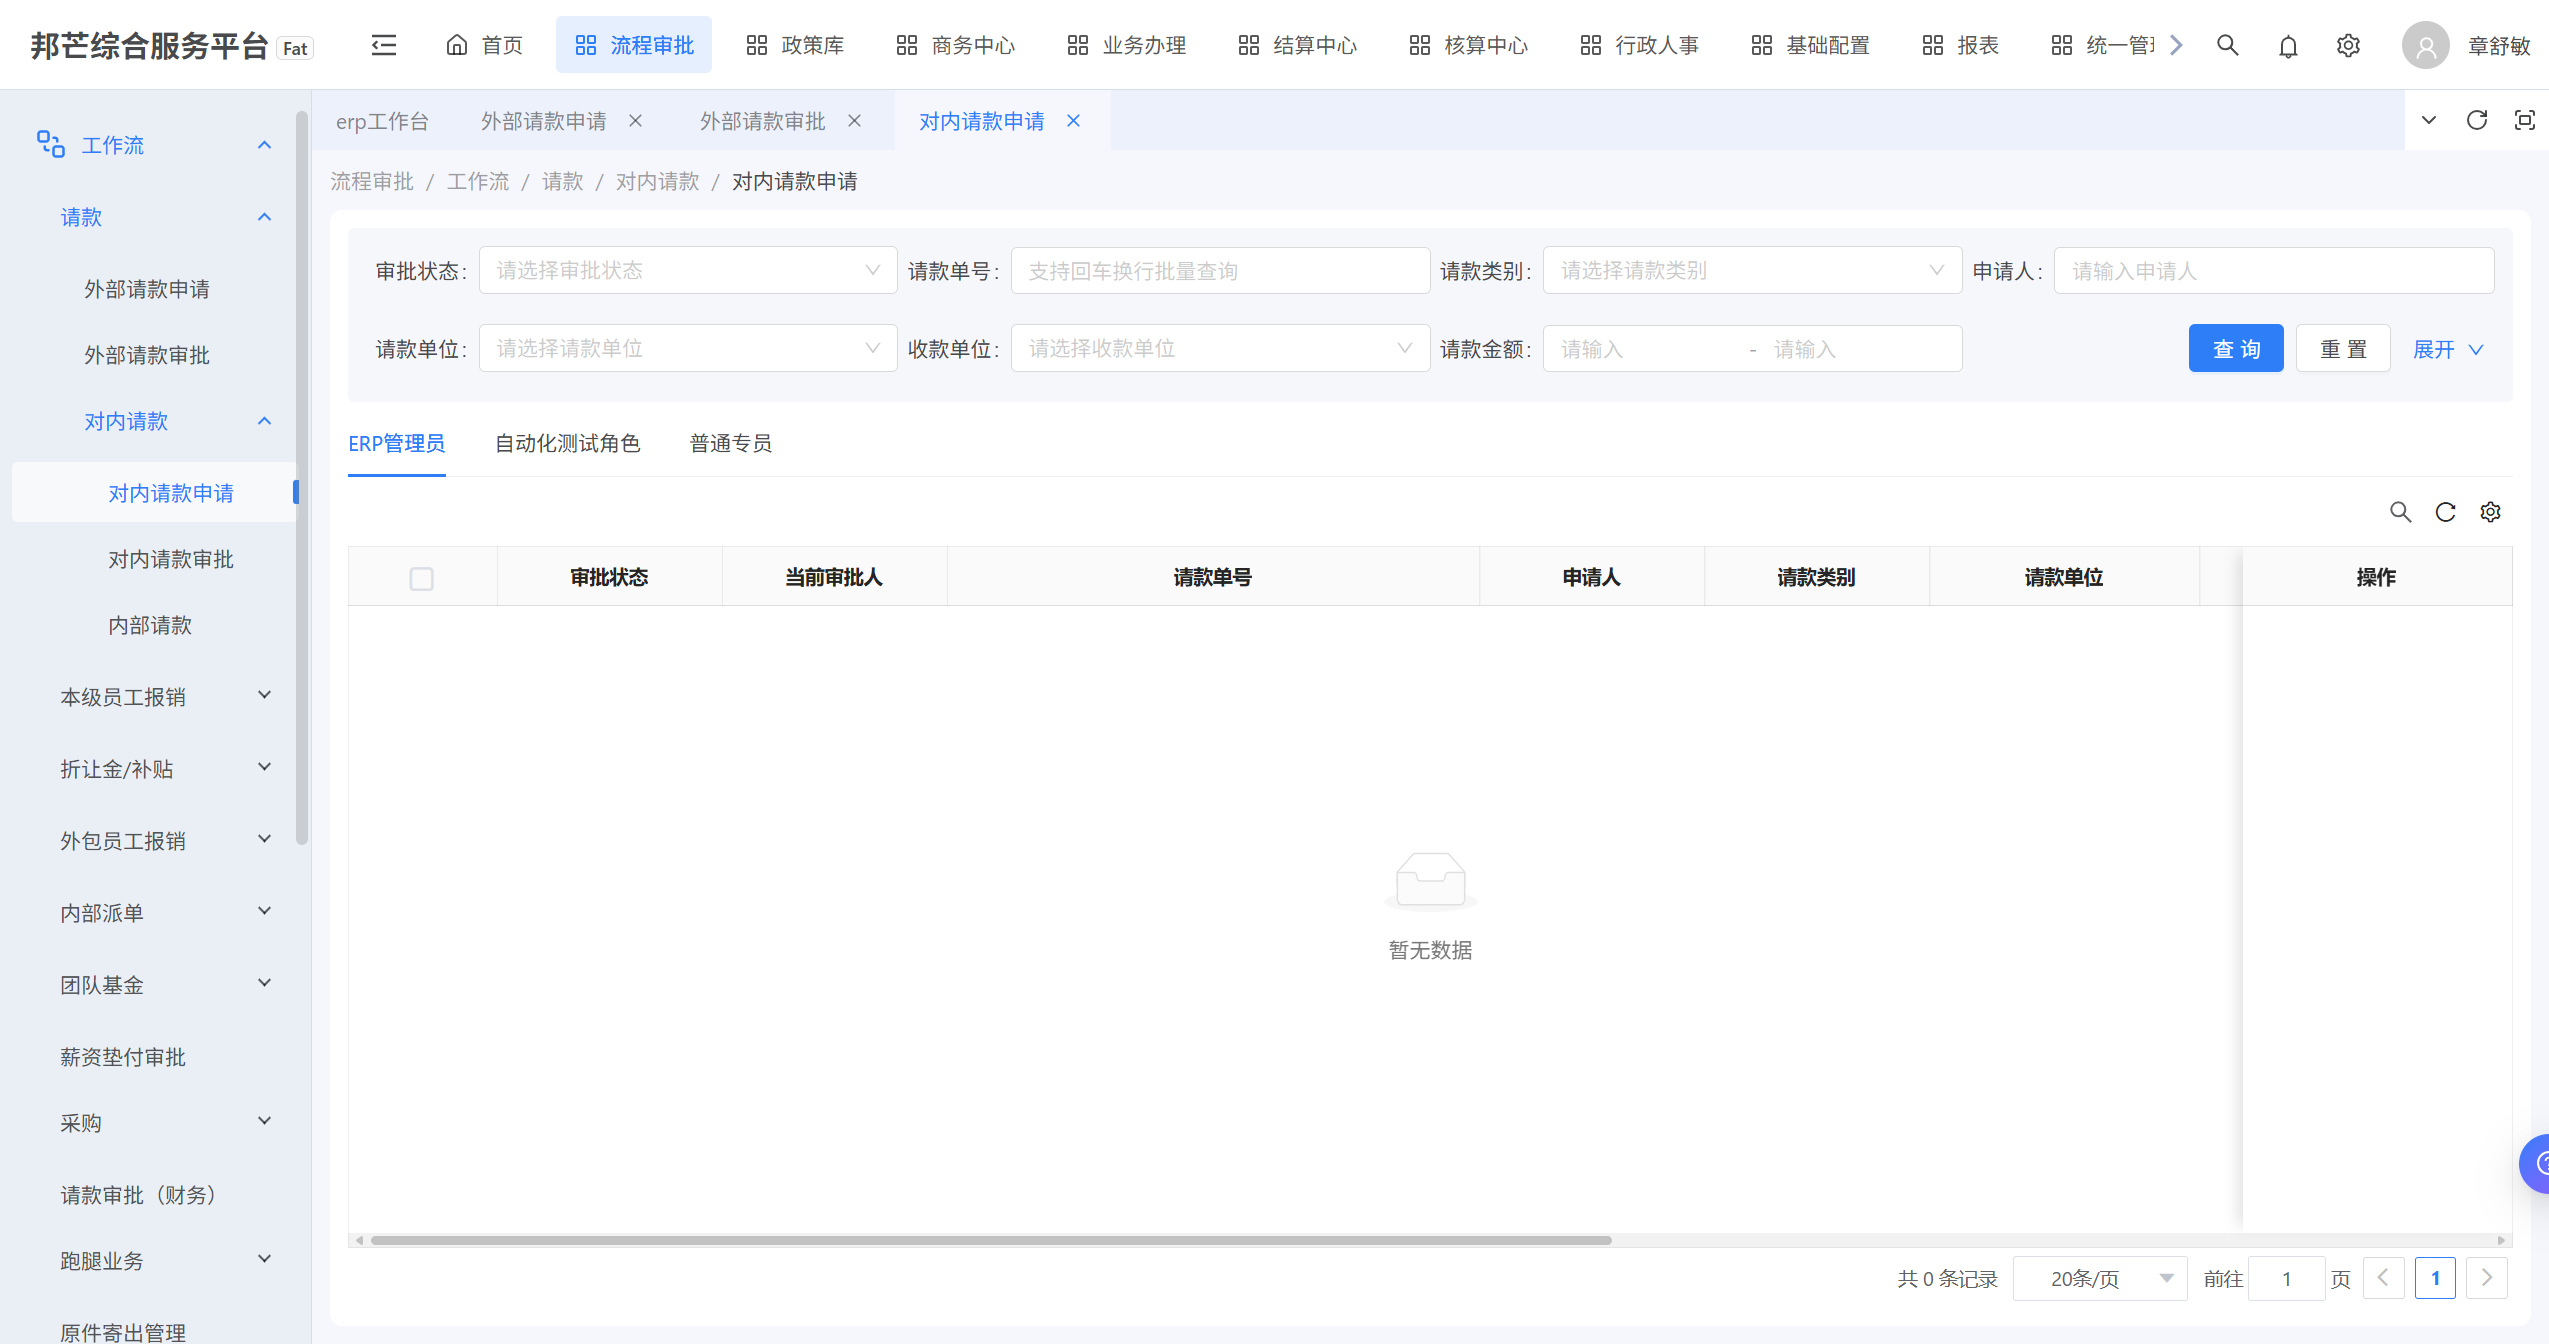 邦芒综合服务平台 Fat 首页 流程审批 政策库 商务中心 业务办理 结算中心 核算中心 行政人事 基础配置 报表 统一管 章舒敏
erp工作台 外部请款申请 外部请款审批 对内请款申请
流程审批 / 工作流 / 请款 / 对内请款 / 对内请款申请
工作流
请款
外部请款申请
外部请款审批
对内请款
对内请款申请
对内请款审批
内部请款
本级员工报销
折让金/补贴
外包员工报销
内部派单
团队基金
薪资垫付审批
采购
请款审批（财务）
跑腿业务
原件寄出管理
审批状态: 请选择审批状态 请款单号: 支持回车换行批量查询 请款类别: 请选择请款类别 申请人: 请输入申请人
请款单位: 请选择请款单位 收款单位: 请选择收款单位 请款金额: 请输入 - 请输入 查 询 重 置 展开
ERP管理员 自动化测试角色 普通专员
审批状态 当前审批人 请款单号 申请人 请款类别 请款单位 操作
暂无数据
共 0 条记录 20条/页 前往 1 页 1